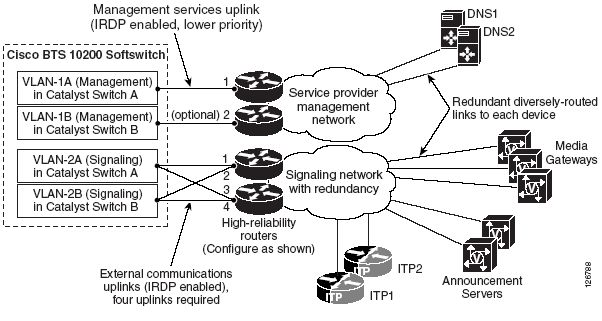 Management services uplink
(IRDP enabled, lower priority)
DNS1
DNS2
Cisco BTS 10200 Softswitch
VLAN-1A (Management)
in Catalyst Switch A
1
VLAN-1B (Management)
in Catalyst Switch B
(optional) 2
Service provider
management
network
Redundant diversely-routed
links to each device
VLAN-2A (Signaling)
in Catalyst Switch A
1
2
VLAN-2B (Signaling)
in Catalyst Switch B
3
4
Signaling network
with redundancy
Media
Gateways
V
V
V
High-reliability
routers
(Configure as shown)
External communications
uplinks (IRDP enabled),
four uplinks required
ITP
ITP2
ITP
ITP1
V
V
Announcement
Servers
126788